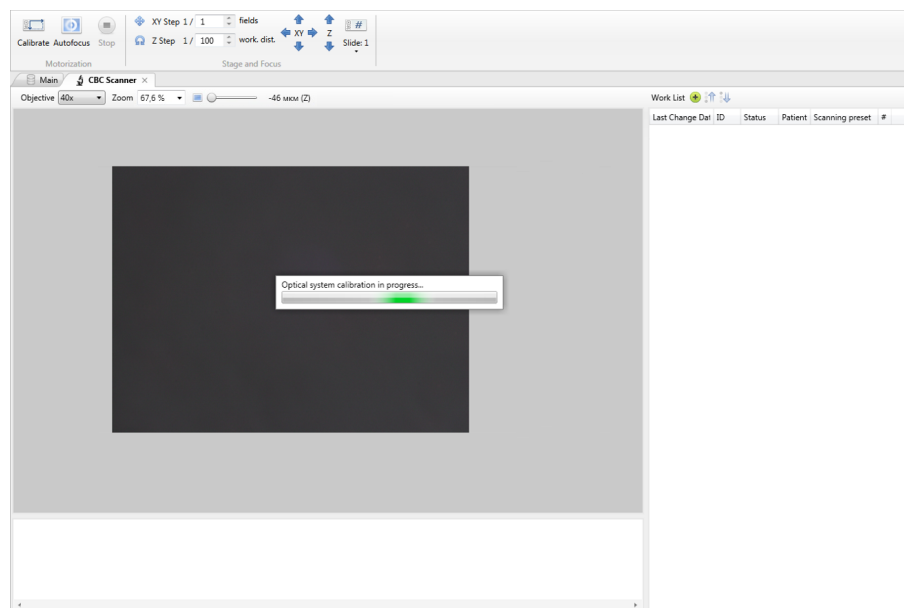 XY Step 1 / 1 fields
Z Step 1 / 100 work. dist.
XY Z
#
Calibrate Autofocus Stop Slide: 1
Motorization Stage and Focus
Main CBC Scanner ×
Objective 40x Zoom 67,6 % -46 мкм (Z) Work List
Last Change Dat ID Status Patient Scanning preset #
Optical system calibration in progress...